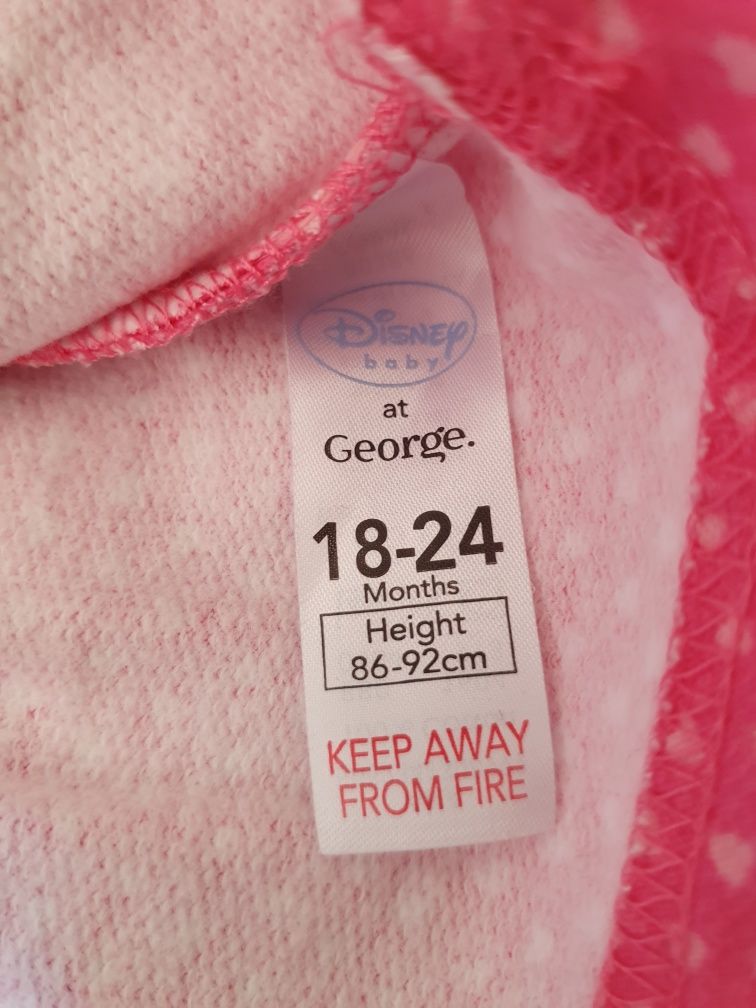 Disney
baby
at
George.
18-24
Months
Height
86-92cm
KEEP AWAY
FROM FIRE